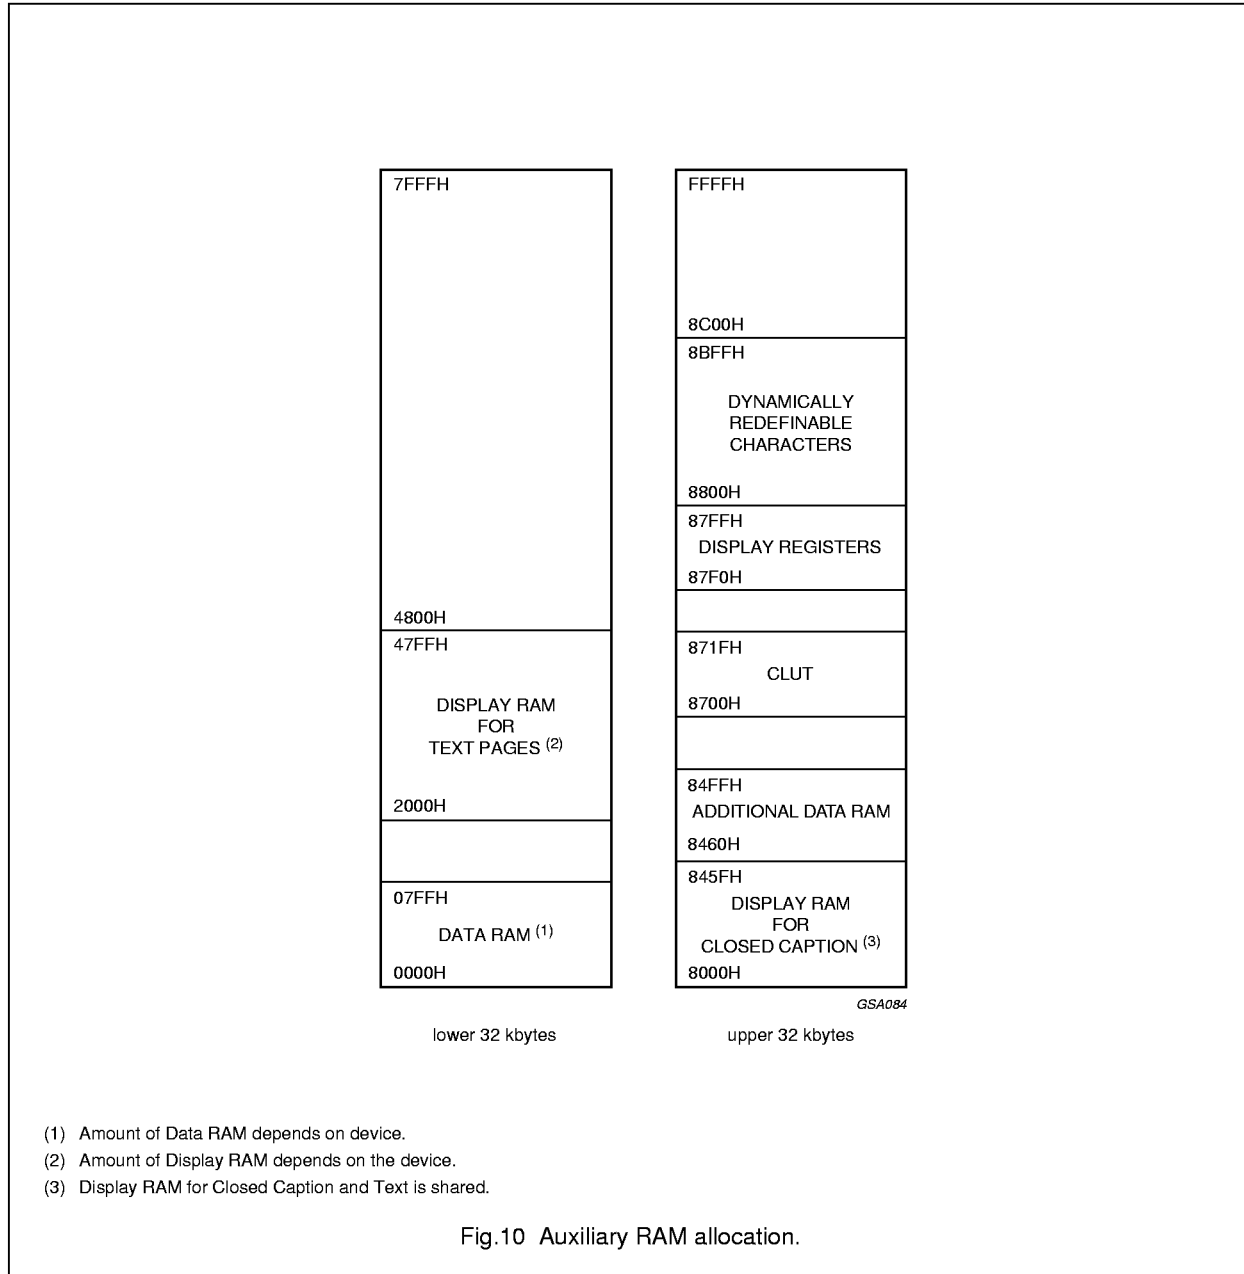 7FFFH
4800H
47FFH
DISPLAY RAM
FOR
TEXT PAGES (2)
2000H
07FFH
DATA RAM (1)
0000H
lower 32 kbytes
FFFFH
8C00H
8BFFH
DYNAMICALLY
REDEFINABLE
CHARACTERS
8800H
87FFH
DISPLAY REGISTERS
87F0H
871FH
CLUT
8700H
84FFH
ADDITIONAL DATA RAM
8460H
845FH
DISPLAY RAM
FOR
CLOSED CAPTION (3)
8000H
GSA084
upper 32 kbytes
(1) Amount of Data RAM depends on device.
(2) Amount of Display RAM depends on the device.
(3) Display RAM for Closed Caption and Text is shared.
Fig.10 Auxiliary RAM allocation.